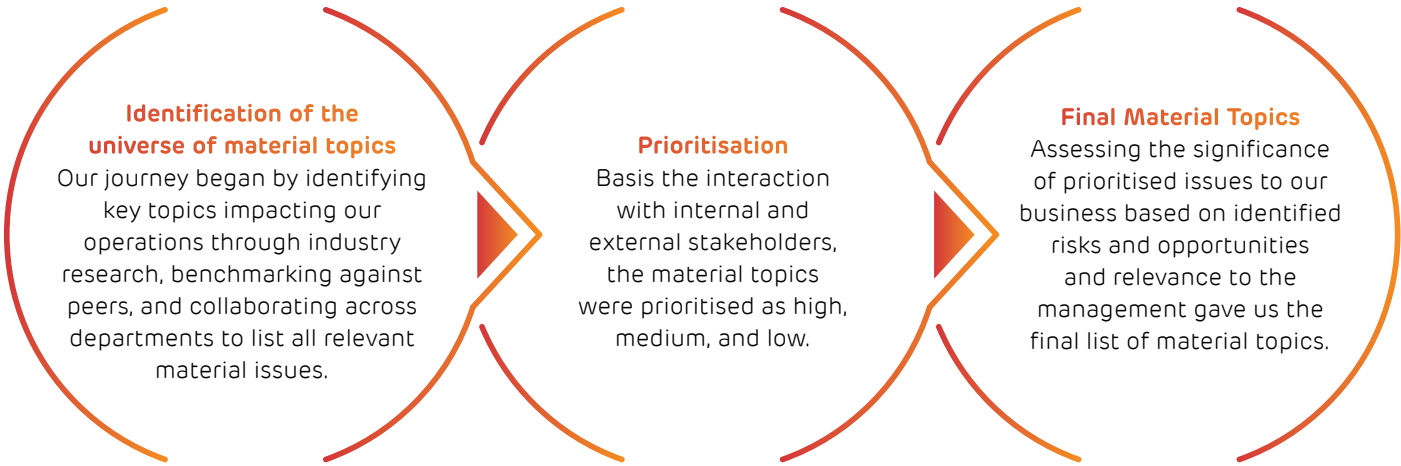 Identification of the
universe of material topics
Our journey began by identifying
key topics impacting our
operations through industry
research, benchmarking against
peers, and collaborating across
departments to list all relevant
material issues.
Prioritisation
Basis the interaction
with internal and
external stakeholders,
the material topics
were prioritised as high,
medium, and low.
Final Material Topics
Assessing the significance
of prioritised issues to our
business based on identified
risks and opportunities
and relevance to the
management gave us the
final list of material topics.